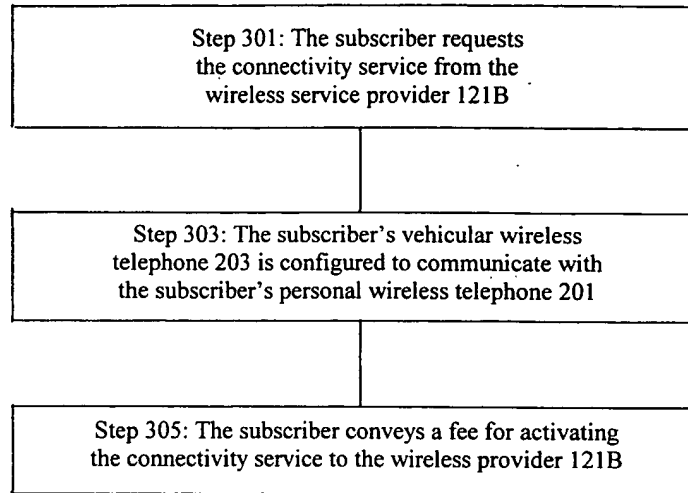 Step 301: The subscriber requests
the connectivity service from the
wireless service provider 121B
Step 303: The subscriber's vehicular wireless
telephone 203 is configured to communicate with
the subscriber's personal wireless telephone 201
Step 305: The subscriber conveys a fee for activating
the connectivity service to the wireless provider 121B